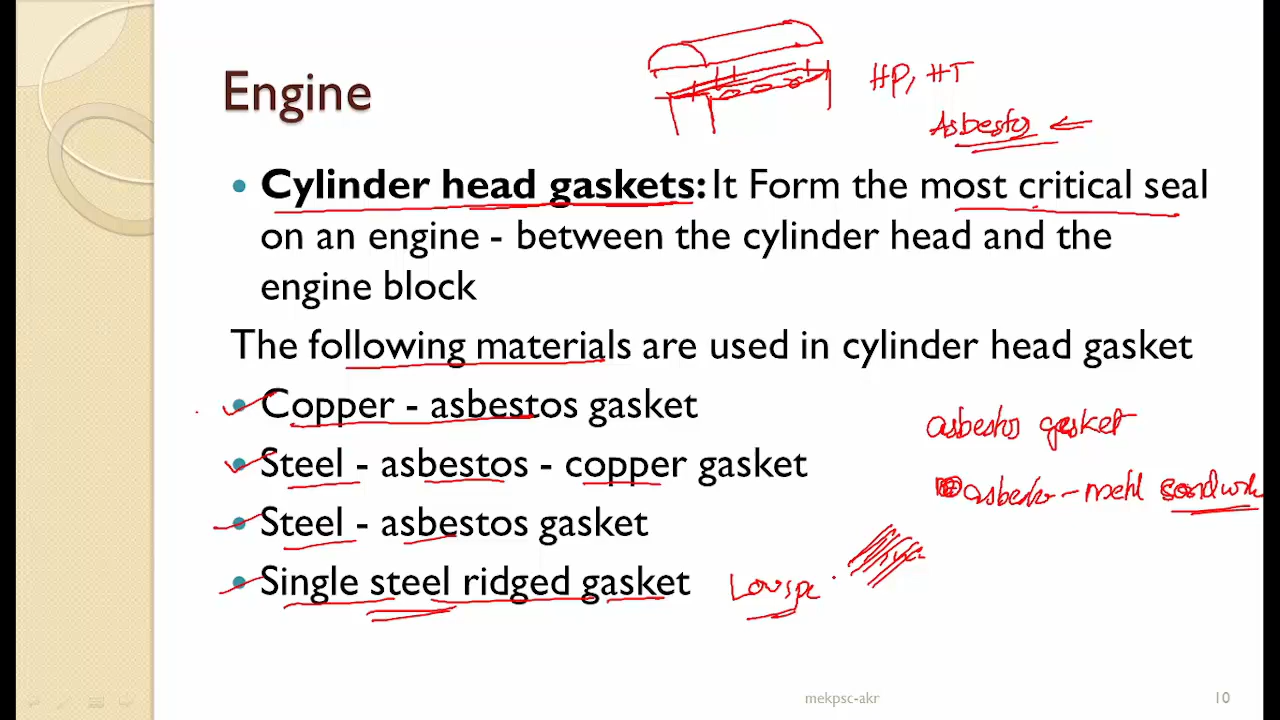 Engine
HP, HT
Asbestos
• Cylinder head gaskets: It Form the most critical seal
on an engine - between the cylinder head and the
engine block
The following materials are used in cylinder head gasket
• Copper - asbestos gasket
asbestos gasket
• Steel - asbestos - copper gasket
asbesto - metl sandwich
• Steel - asbestos gasket
• Single steel ridged gasket
mekpsc-akr 10